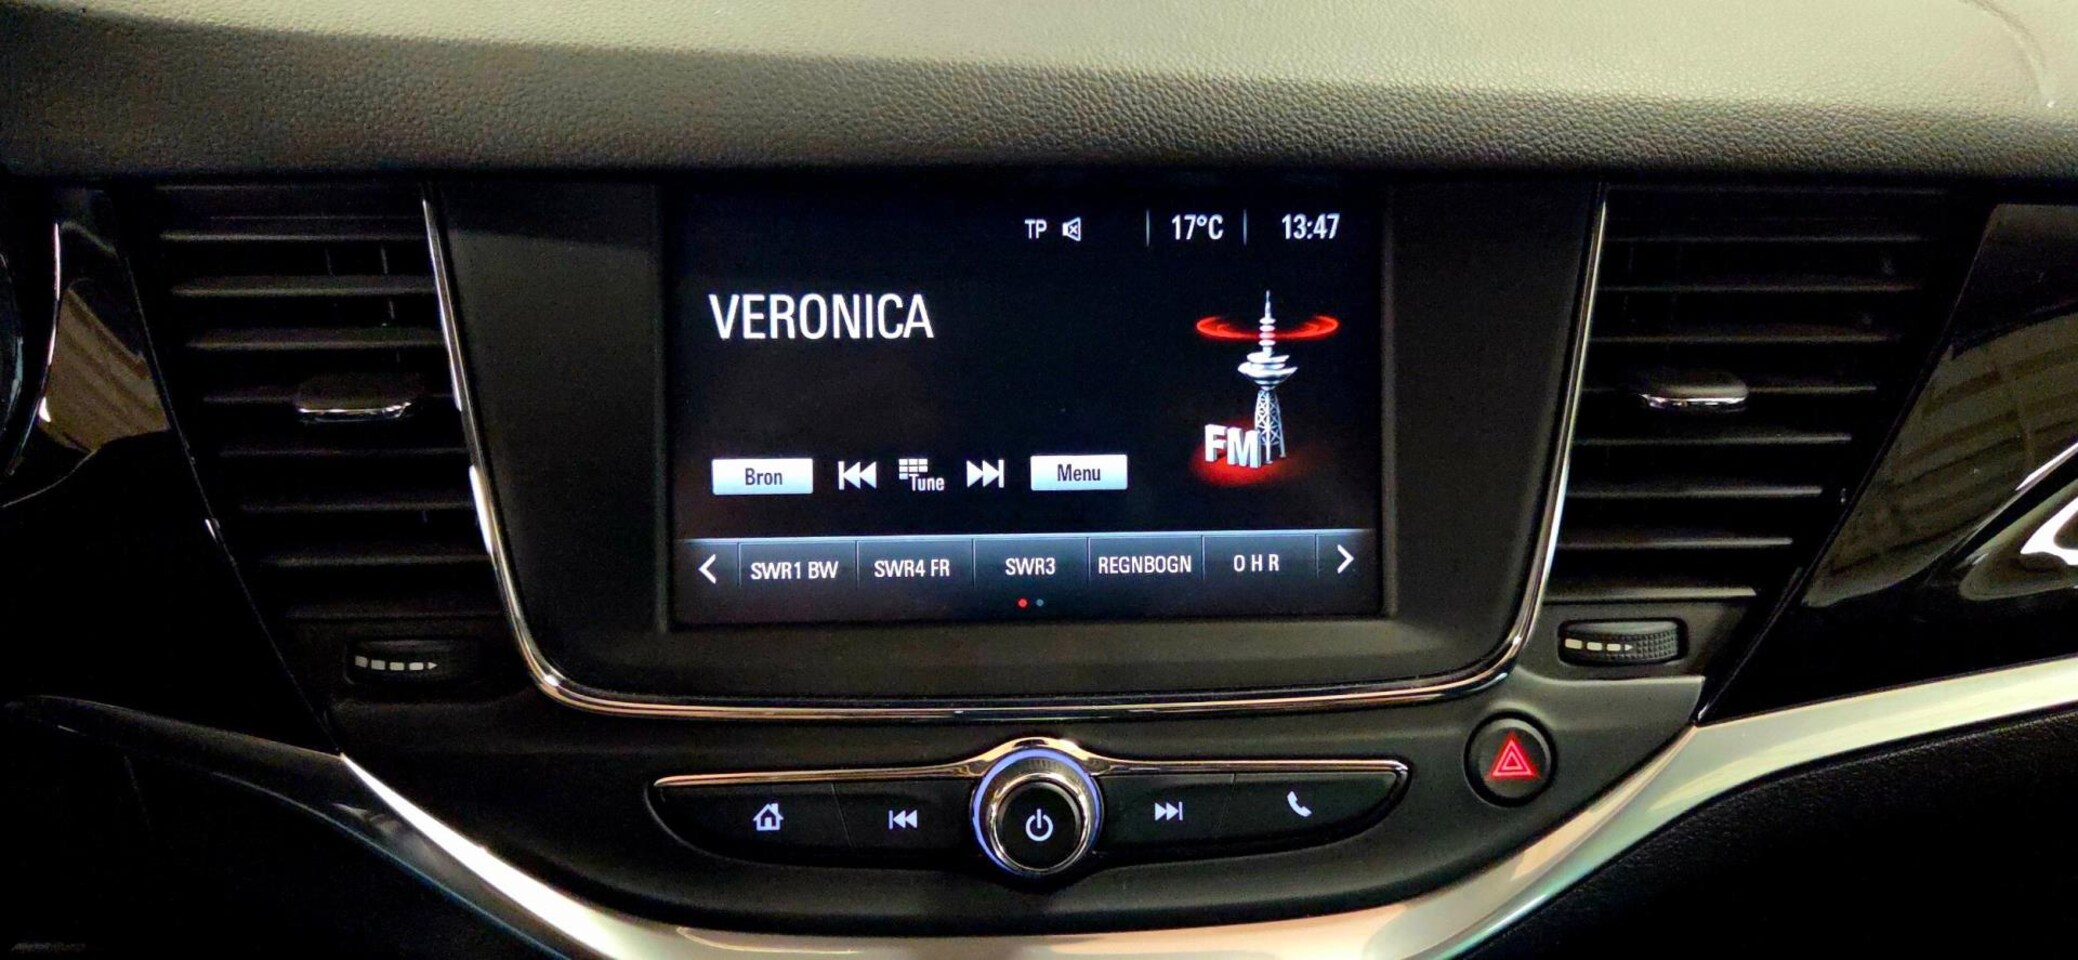 TP 17°C 13:47
VERONICA
FM
Bron Tune Menu
SWR1 BW SWR4 FR SWR3 REGNBOGN O H R